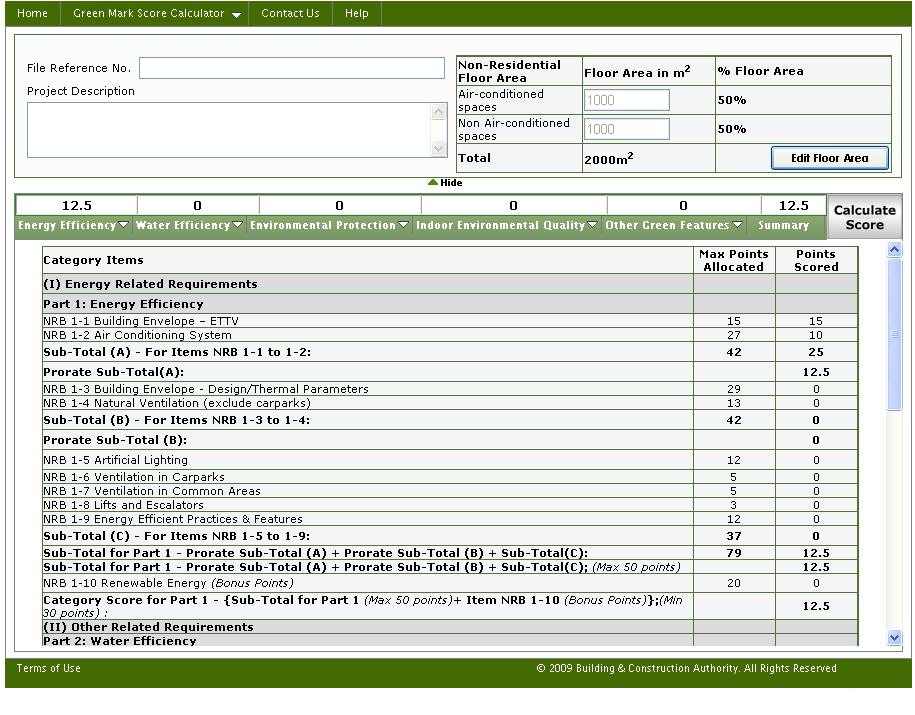 Home Green Mark Score Calculator Contact Us Help
File Reference No.
Project Description
Non-Residential Floor Area Floor Area in m2 % Floor Area
Air-conditioned spaces 1000 50%
Non Air-conditioned spaces 1000 50%
Total 2000m2 Edit Floor Area
Hide
12.5 0 0 0 0 12.5
Energy Efficiency Water Efficiency Environmental Protection Indoor Environmental Quality Other Green Features Summary
Calculate Score
Category Items Max Points Allocated Points Scored
(I) Energy Related Requirements
Part 1: Energy Efficiency
NRB 1-1 Building Envelope – ETTV 15 15
NRB 1-2 Air Conditioning System 27 10
Sub-Total (A) - For Items NRB 1-1 to 1-2: 42 25
Prorate Sub-Total(A): 12.5
NRB 1-3 Building Envelope - Design/Thermal Parameters 29 0
NRB 1-4 Natural Ventilation (exclude carparks) 13 0
Sub-Total (B) - For Items NRB 1-3 to 1-4: 42 0
Prorate Sub-Total (B): 0
NRB 1-5 Artificial Lighting 12 0
NRB 1-6 Ventilation in Carparks 5 0
NRB 1-7 Ventilation in Common Areas 5 0
NRB 1-8 Lifts and Escalators 3 0
NRB 1-9 Energy Efficient Practices & Features 12 0
Sub-Total (C) - For Items NRB 1-5 to 1-9: 37 0
Sub-Total for Part 1 - Prorate Sub-Total (A) + Prorate Sub-Total (B) + Sub-Total(C): 79 12.5
Sub-Total for Part 1 - Prorate Sub-Total (A) + Prorate Sub-Total (B) + Sub-Total(C); (Max 50 points) 12.5
NRB 1-10 Renewable Energy (Bonus Points) 20 0
Category Score for Part 1 - {Sub-Total for Part 1 (Max 50 points)+ Item NRB 1-10 (Bonus Points)};(Min 30 points) : 12.5
(II) Other Related Requirements
Part 2: Water Efficiency
Terms of Use © 2009 Building & Construction Authority. All Rights Reserved